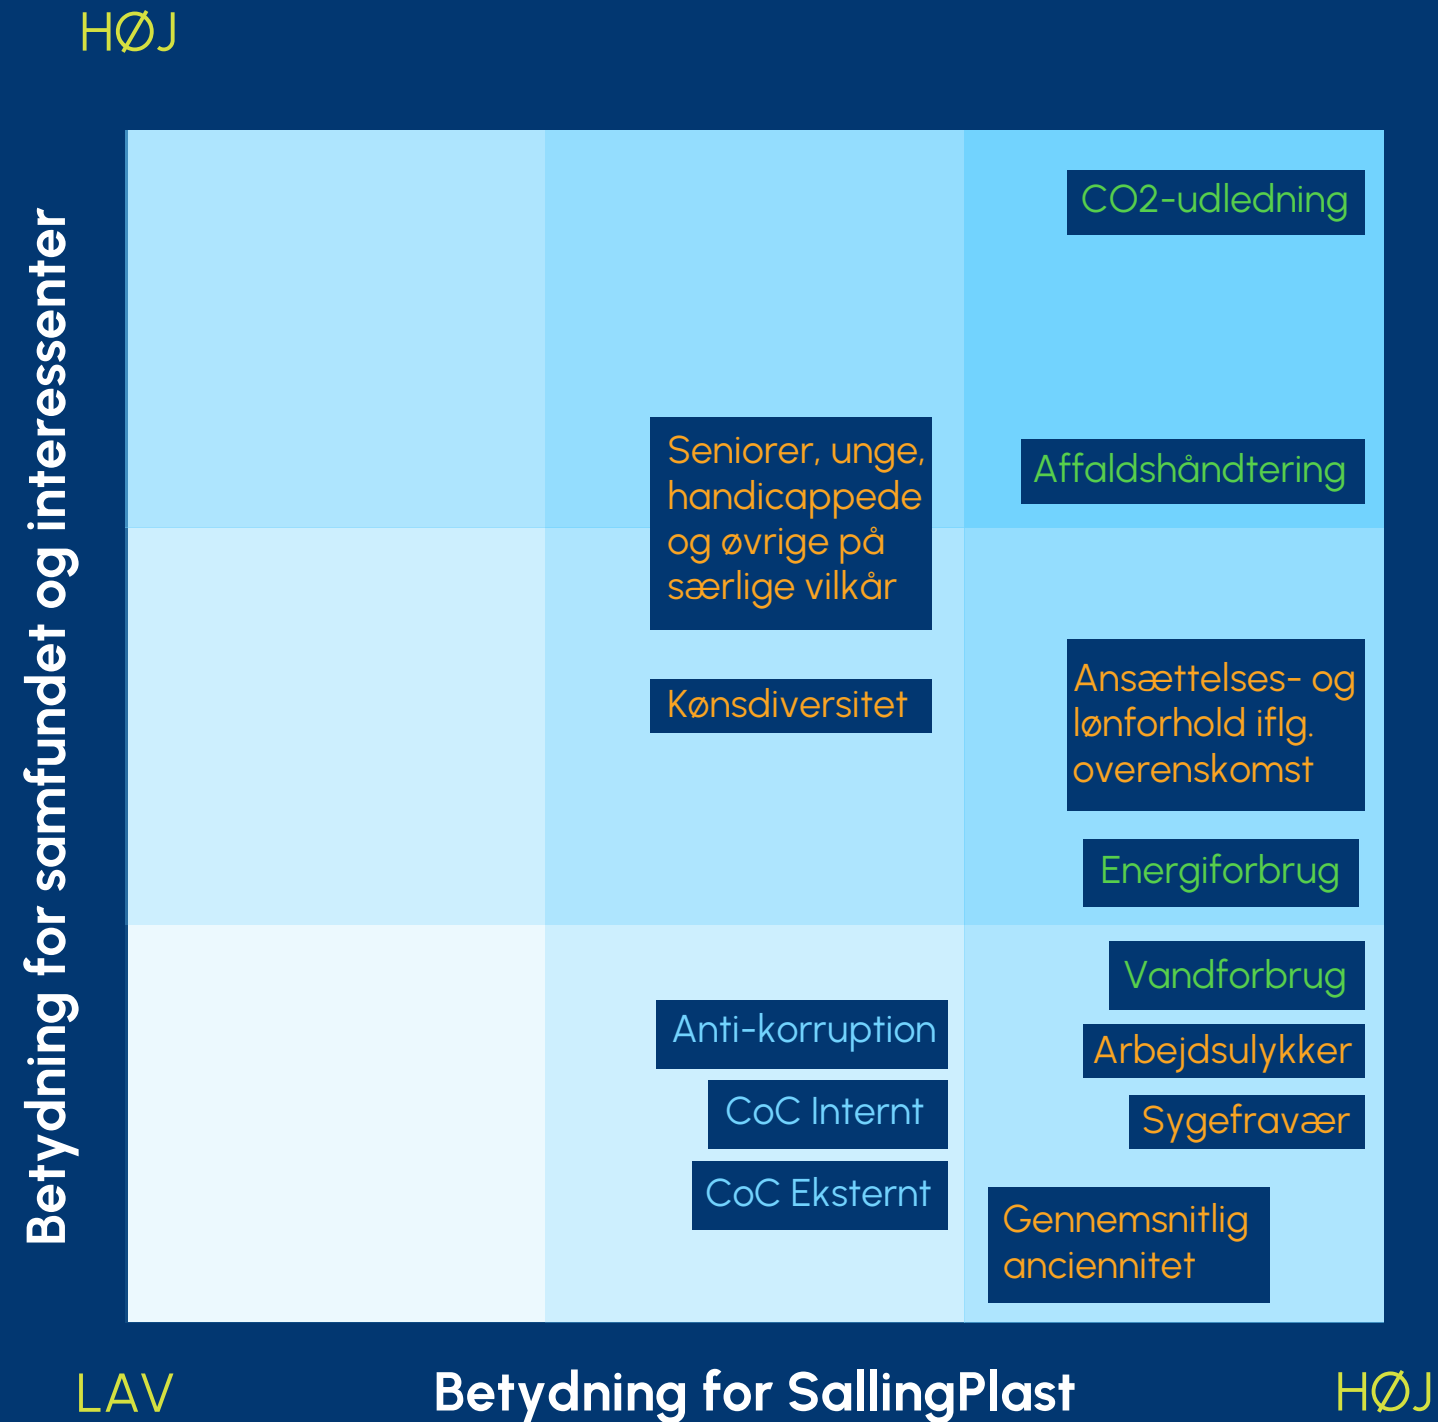 HØJ
Betydning for samfundet og interessenter
CO2-udledning
Seniorer, unge,
handicappede
og øvrige på
særlige vilkår
Affaldshåndtering
Kønsdiversitet
Ansættelses- og
lønforhold iflg.
overenskomst
Energiforbrug
Vandforbrug
Anti-korruption
Arbejdsulykker
CoC Internt
Sygefravær
CoC Eksternt
Gennemsnitlig
anciennitet
LAV
Betydning for SallingPlast
HØJ